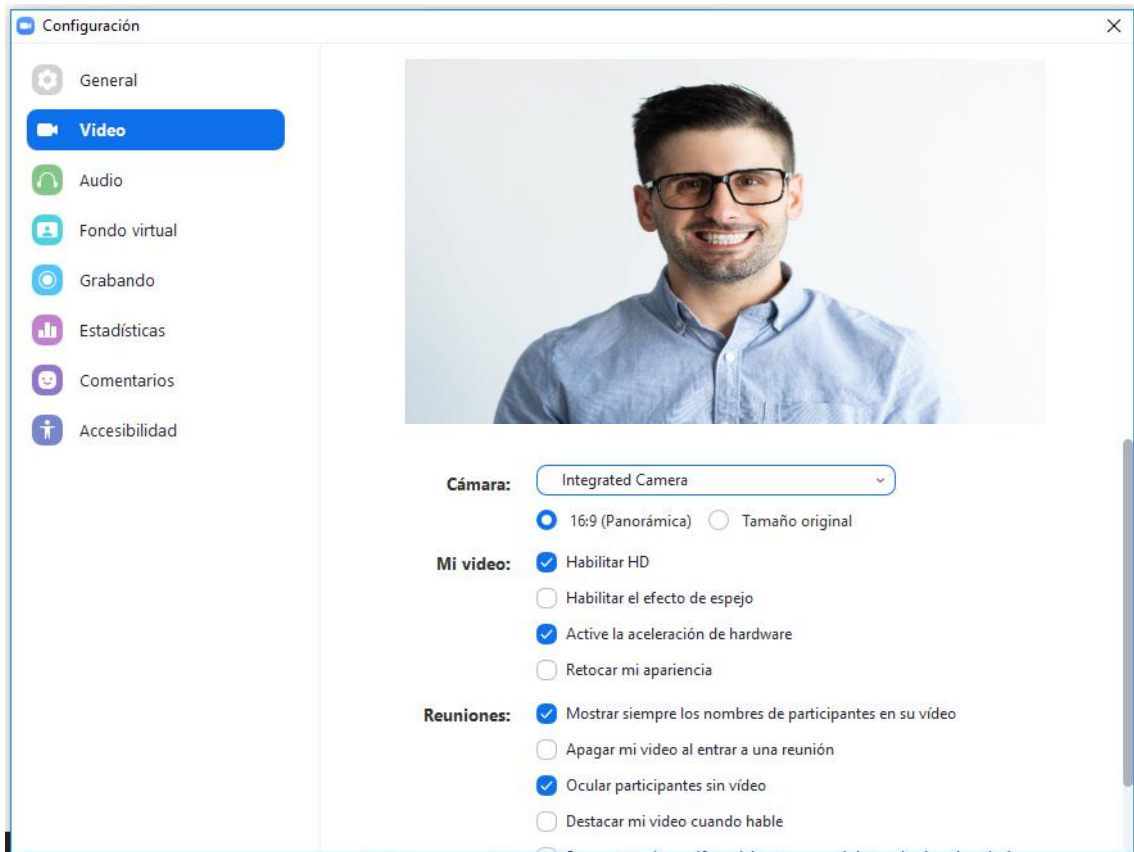 Configuración
General
Video
Audio
Fondo virtual
Grabando
Estadísticas
Comentarios
Accesibilidad
Cámara: Integrated Camera
16:9 (Panorámica) Tamaño original
Mi video: Habilitar HD
Habilitar el efecto de espejo
Active la aceleración de hardware
Retocar mi apariencia
Reuniones: Mostrar siempre los nombres de participantes en su vídeo
Apagar mi video al entrar a una reunión
Ocular participantes sin vídeo
Destacar mi video cuando hable